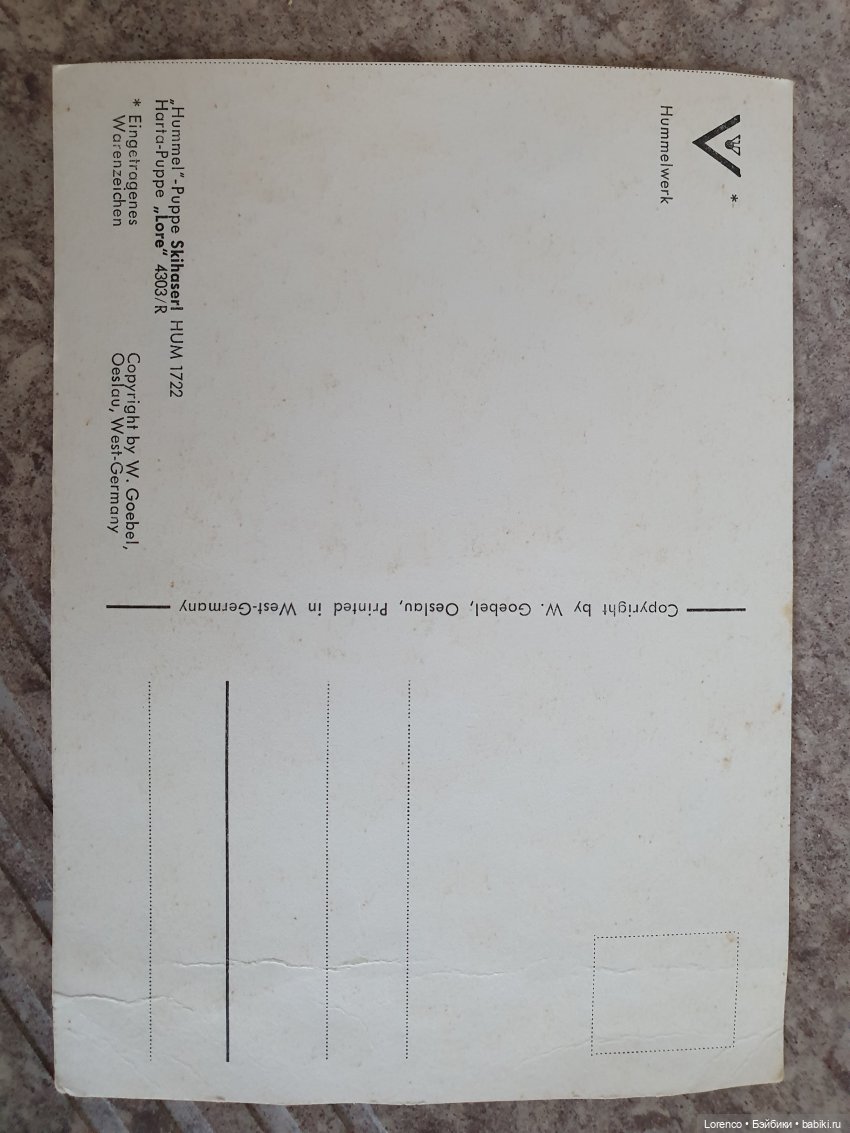 W
*
Hummelwerk
„Hummel“-Puppe Skihaserl HUM 1722
Harta-Puppe „Lore“ 4303/R
* Eingetragenes
Warenzeichen
Copyright by W. Goebel,
Oeslau, West-Germany
Copyright by W. Goebel, Oeslau, Printed in West-Germany
Lorenco • Бэйбики • babiki.ru